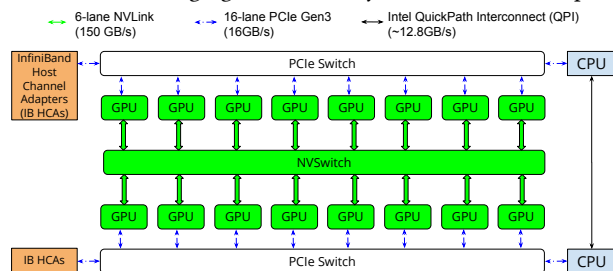 6-lane NVLink
(150 GB/s)
16-lane PCIe Gen3
(16GB/s)
Intel QuickPath Interconnect (QPI)
(~12.8GB/s)
InfiniBand
Host
Channel
Adapters
(IB HCAs)
PCIe Switch
CPU
GPU GPU GPU GPU GPU GPU GPU GPU
NVSwitch
GPU GPU GPU GPU GPU GPU GPU GPU
IB HCAs
PCIe Switch
CPU